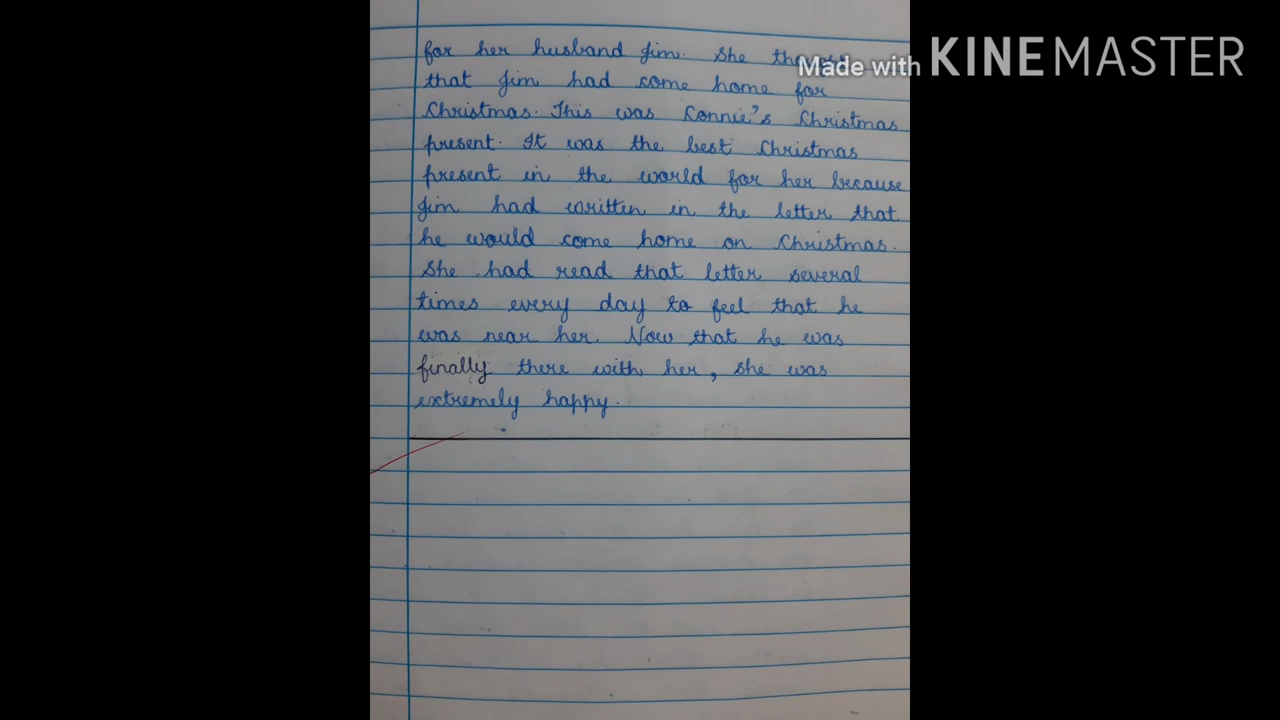 for her husband Jim. She
Made with KINEMASTER
that Jim had come home for
Christmas. This was Connie's Christmas
present. It was the best Christmas
present in the world for her because
Jim had written in the letter that
he would come home on Christmas.
She had read that letter several
times every day to feel that he
was near her. Now that he was
finally there with her, she was
extremely happy.